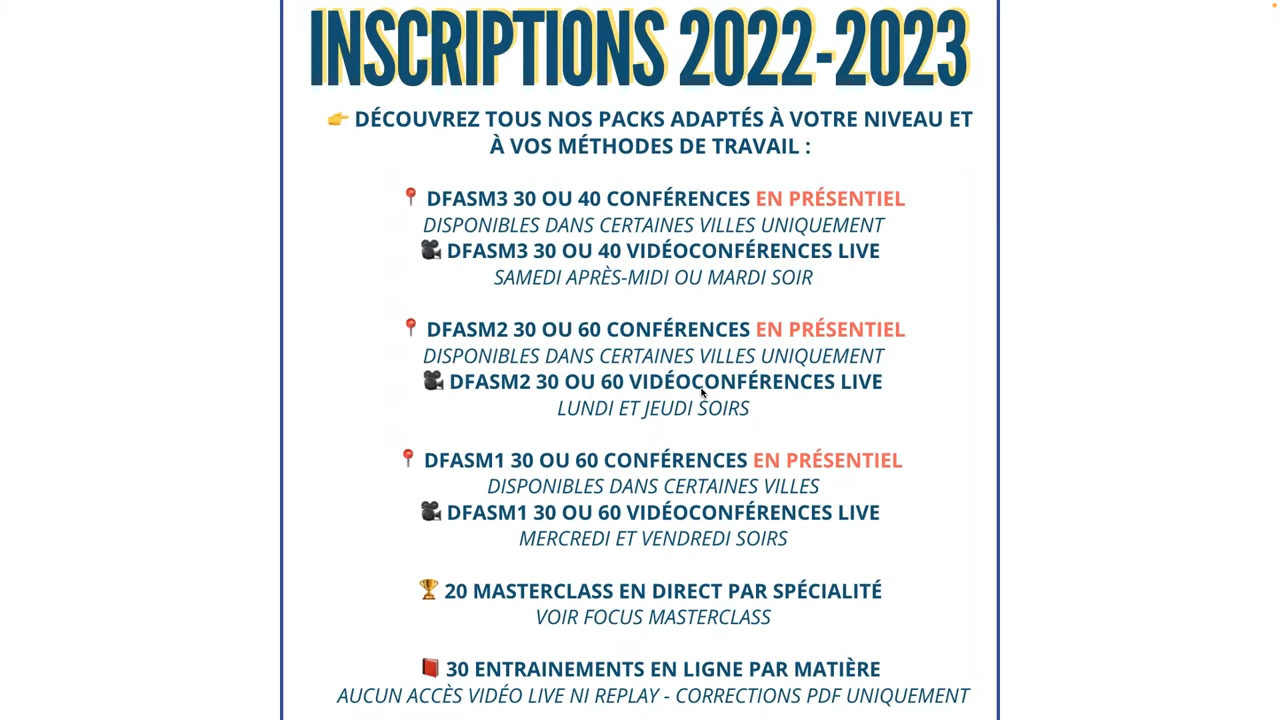 INSCRIPTIONS 2022-2023
👉 DÉCOUVREZ TOUS NOS PACKS ADAPTÉS À VOTRE NIVEAU ET
À VOS MÉTHODES DE TRAVAIL :
📍 DFASM3 30 OU 40 CONFÉRENCES EN PRÉSENTIEL
DISPONIBLES DANS CERTAINES VILLES UNIQUEMENT
🎥 DFASM3 30 OU 40 VIDÉOCONFÉRENCES LIVE
SAMEDI APRÈS-MIDI OU MARDI SOIR
📍 DFASM2 30 OU 60 CONFÉRENCES EN PRÉSENTIEL
DISPONIBLES DANS CERTAINES VILLES UNIQUEMENT
🎥 DFASM2 30 OU 60 VIDÉOCONFÉRENCES LIVE
LUNDI ET JEUDI SOIRS
📍 DFASM1 30 OU 60 CONFÉRENCES EN PRÉSENTIEL
DISPONIBLES DANS CERTAINES VILLES
🎥 DFASM1 30 OU 60 VIDÉOCONFÉRENCES LIVE
MERCREDI ET VENDREDI SOIRS
🏆 20 MASTERCLASS EN DIRECT PAR SPÉCIALITÉ
VOIR FOCUS MASTERCLASS
📕 30 ENTRAINEMENTS EN LIGNE PAR MATIÈRE
AUCUN ACCÈS VIDÉO LIVE NI REPLAY - CORRECTIONS PDF UNIQUEMENT